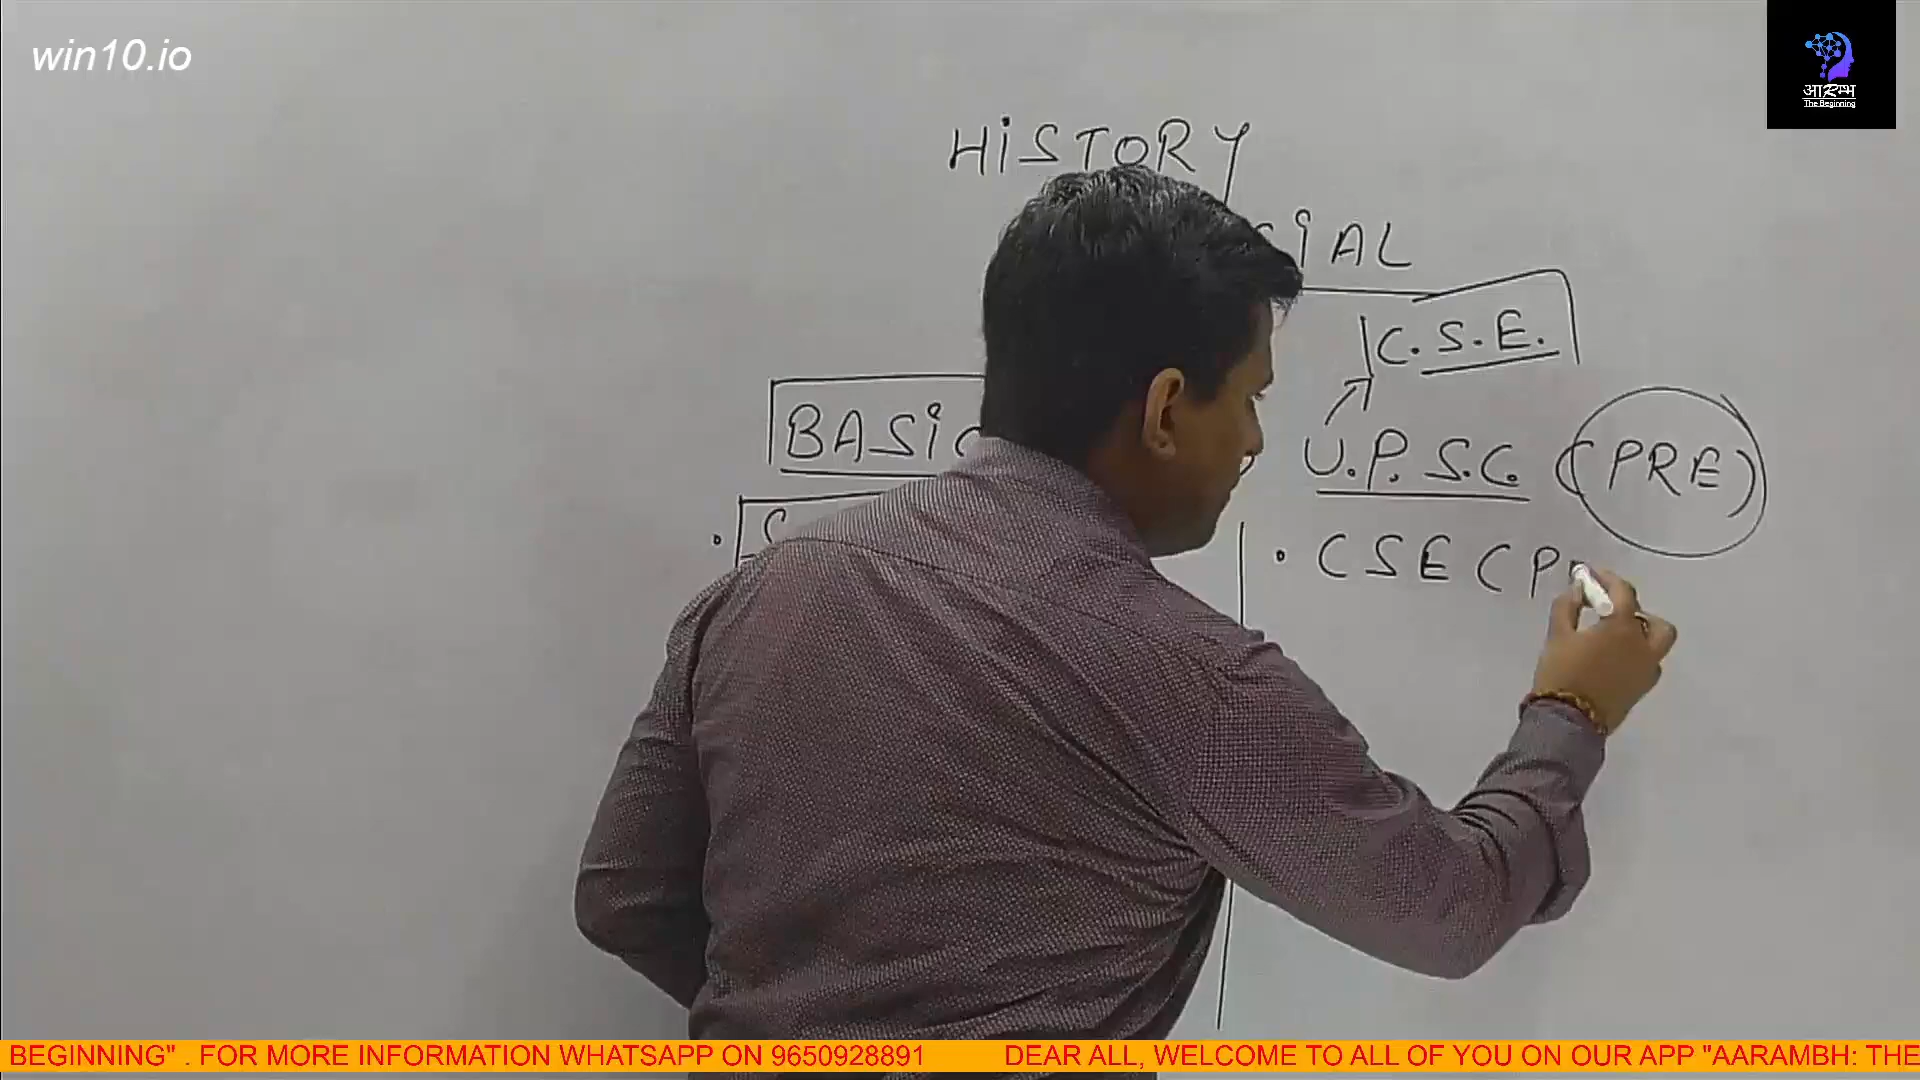 win10.io
आरम्भ
The Beginning
HiSTORY
iAL
C.S.E.
BASiC
U.P.S.C. (PRE)
. CSE (P
BEGINNING" . FOR MORE INFORMATION WHATSAPP ON 9650928891 DEAR ALL, WELCOME TO ALL OF YOU ON OUR APP "AARAMBH: THE